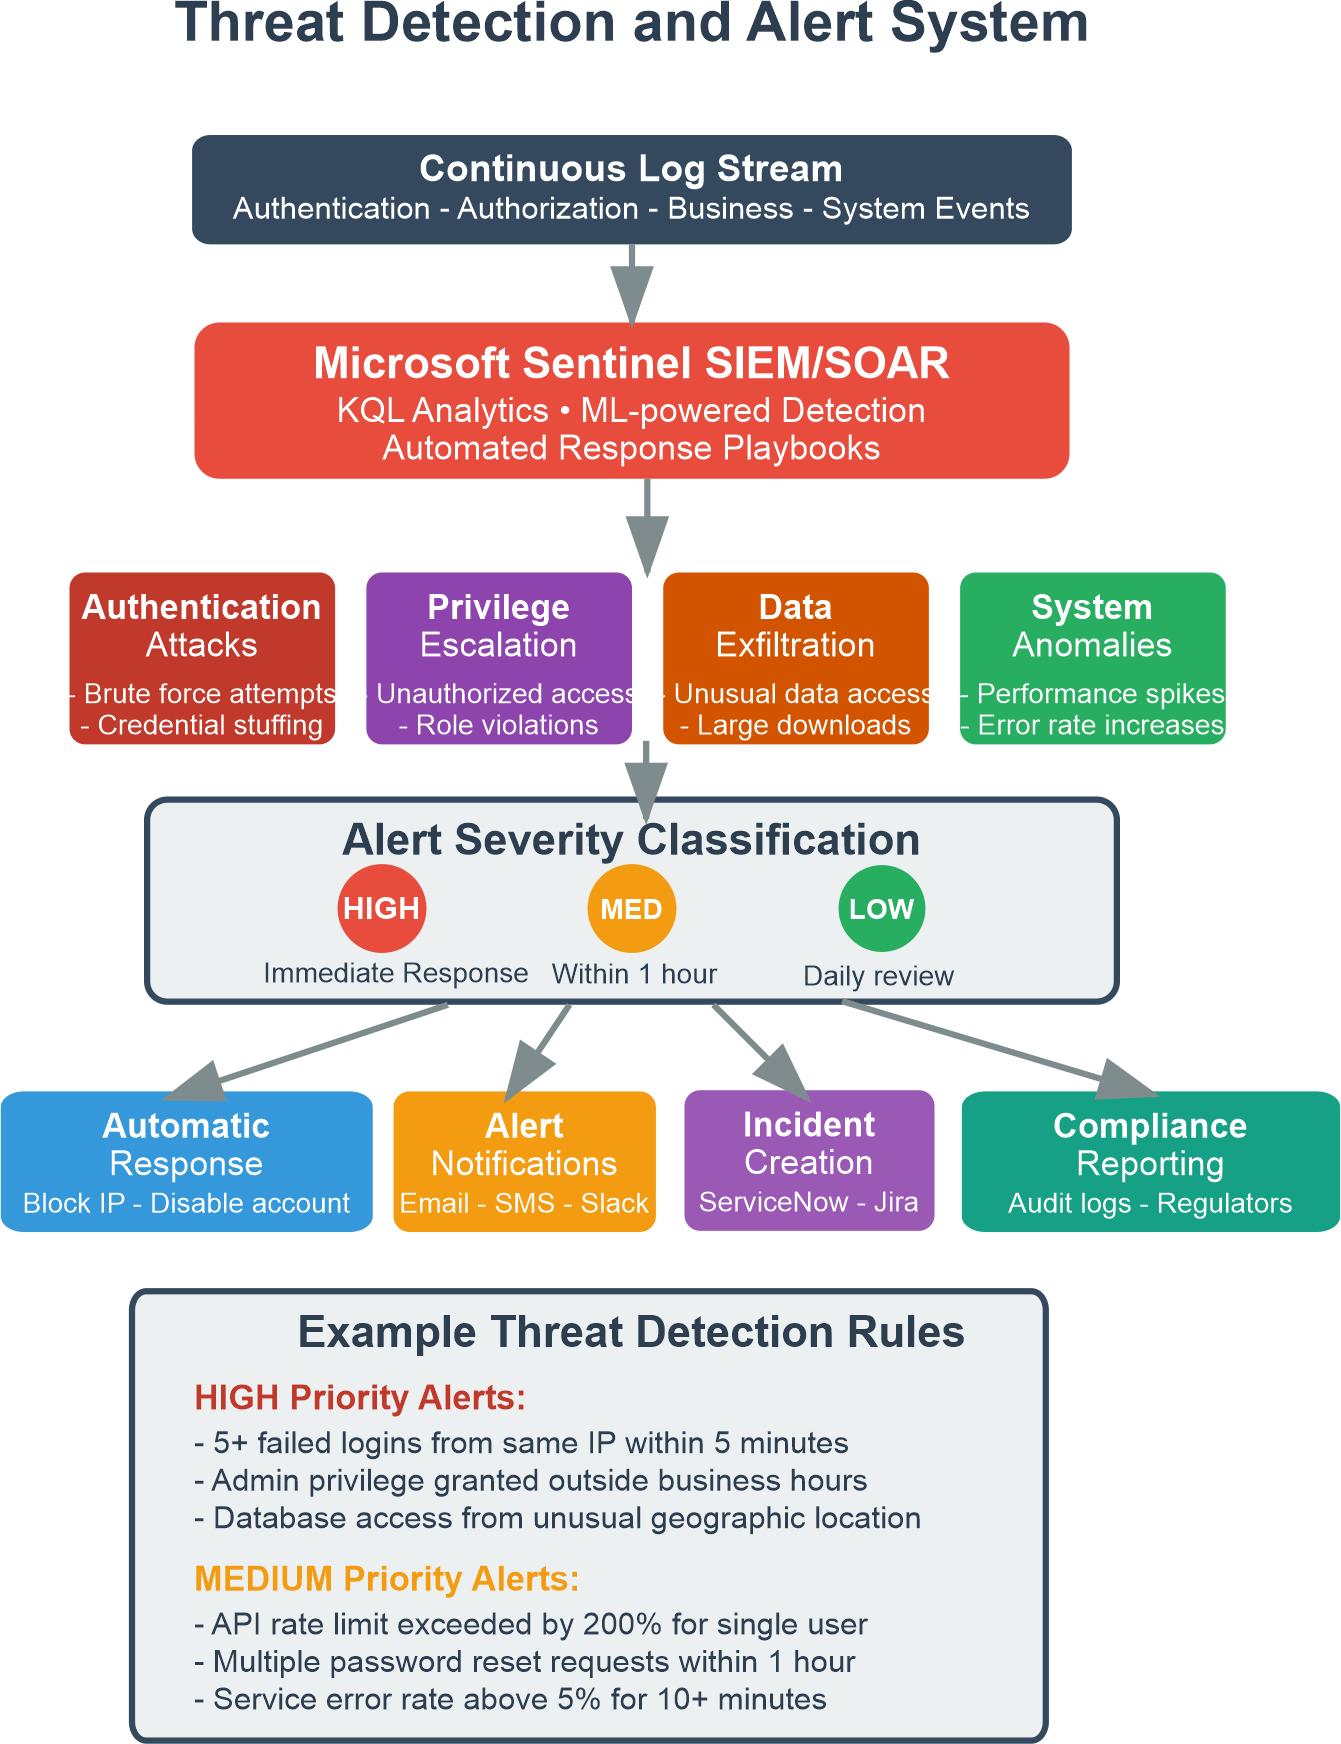 Threat Detection and Alert System
Continuous Log Stream
Authentication - Authorization - Business - System Events
Microsoft Sentinel SIEM/SOAR
KQL Analytics • ML-powered Detection
Automated Response Playbooks
Authentication
Attacks
- Brute force attempts
- Credential stuffing
Privilege
Escalation
- Unauthorized access
- Role violations
Data
Exfiltration
- Unusual data access
- Large downloads
System
Anomalies
- Performance spikes
- Error rate increases
Alert Severity Classification
HIGH
Immediate Response
MED
Within 1 hour
LOW
Daily review
Automatic
Response
Block IP - Disable account
Alert
Notifications
Email - SMS - Slack
Incident
Creation
ServiceNow - Jira
Compliance
Reporting
Audit logs - Regulators
Example Threat Detection Rules
HIGH Priority Alerts:
- 5+ failed logins from same IP within 5 minutes
- Admin privilege granted outside business hours
- Database access from unusual geographic location
MEDIUM Priority Alerts:
- API rate limit exceeded by 200% for single user
- Multiple password reset requests within 1 hour
- Service error rate above 5% for 10+ minutes